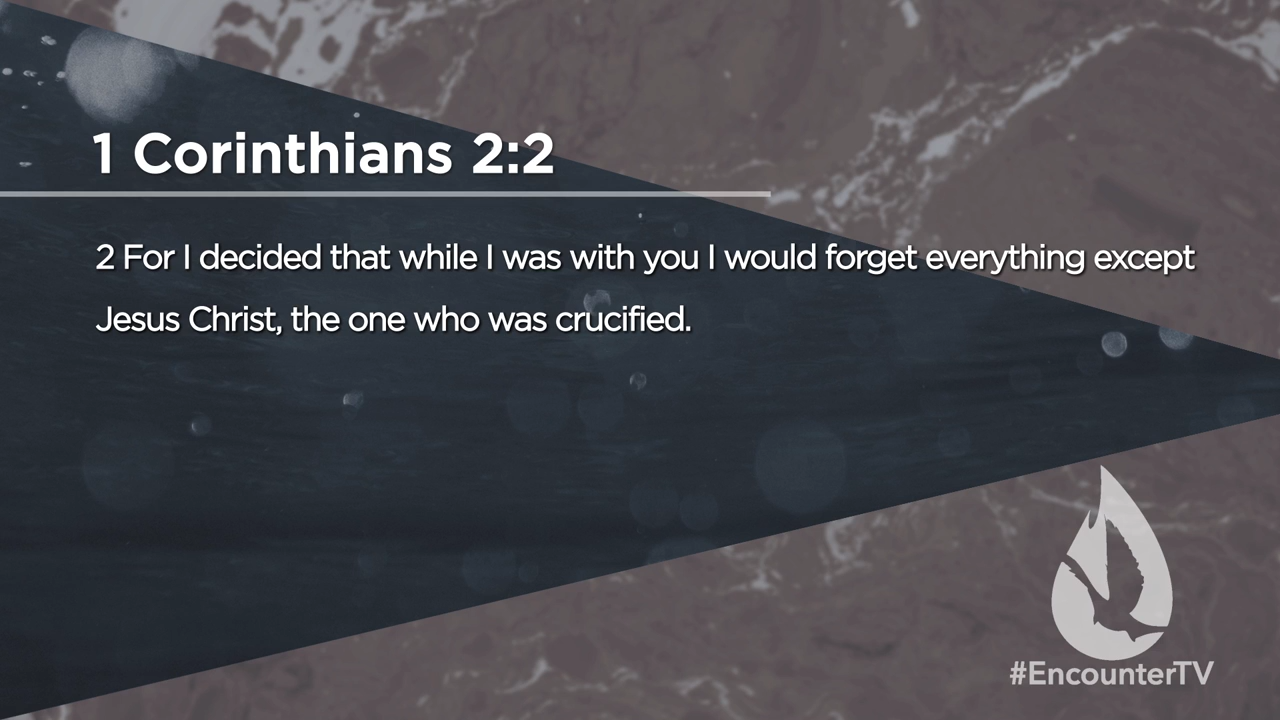 1 Corinthians 2:2
2 For I decided that while I was with you I would forget everything except
Jesus Christ, the one who was crucified.
#EncounterTV